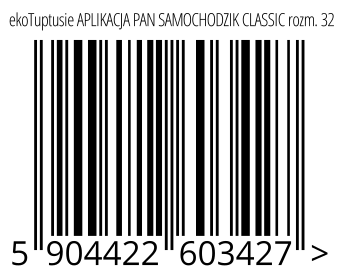 ekoTuptusie APLIKACJA PAN SAMOCHODZIK CLASSIC rozm. 32
5 904422 603427 >